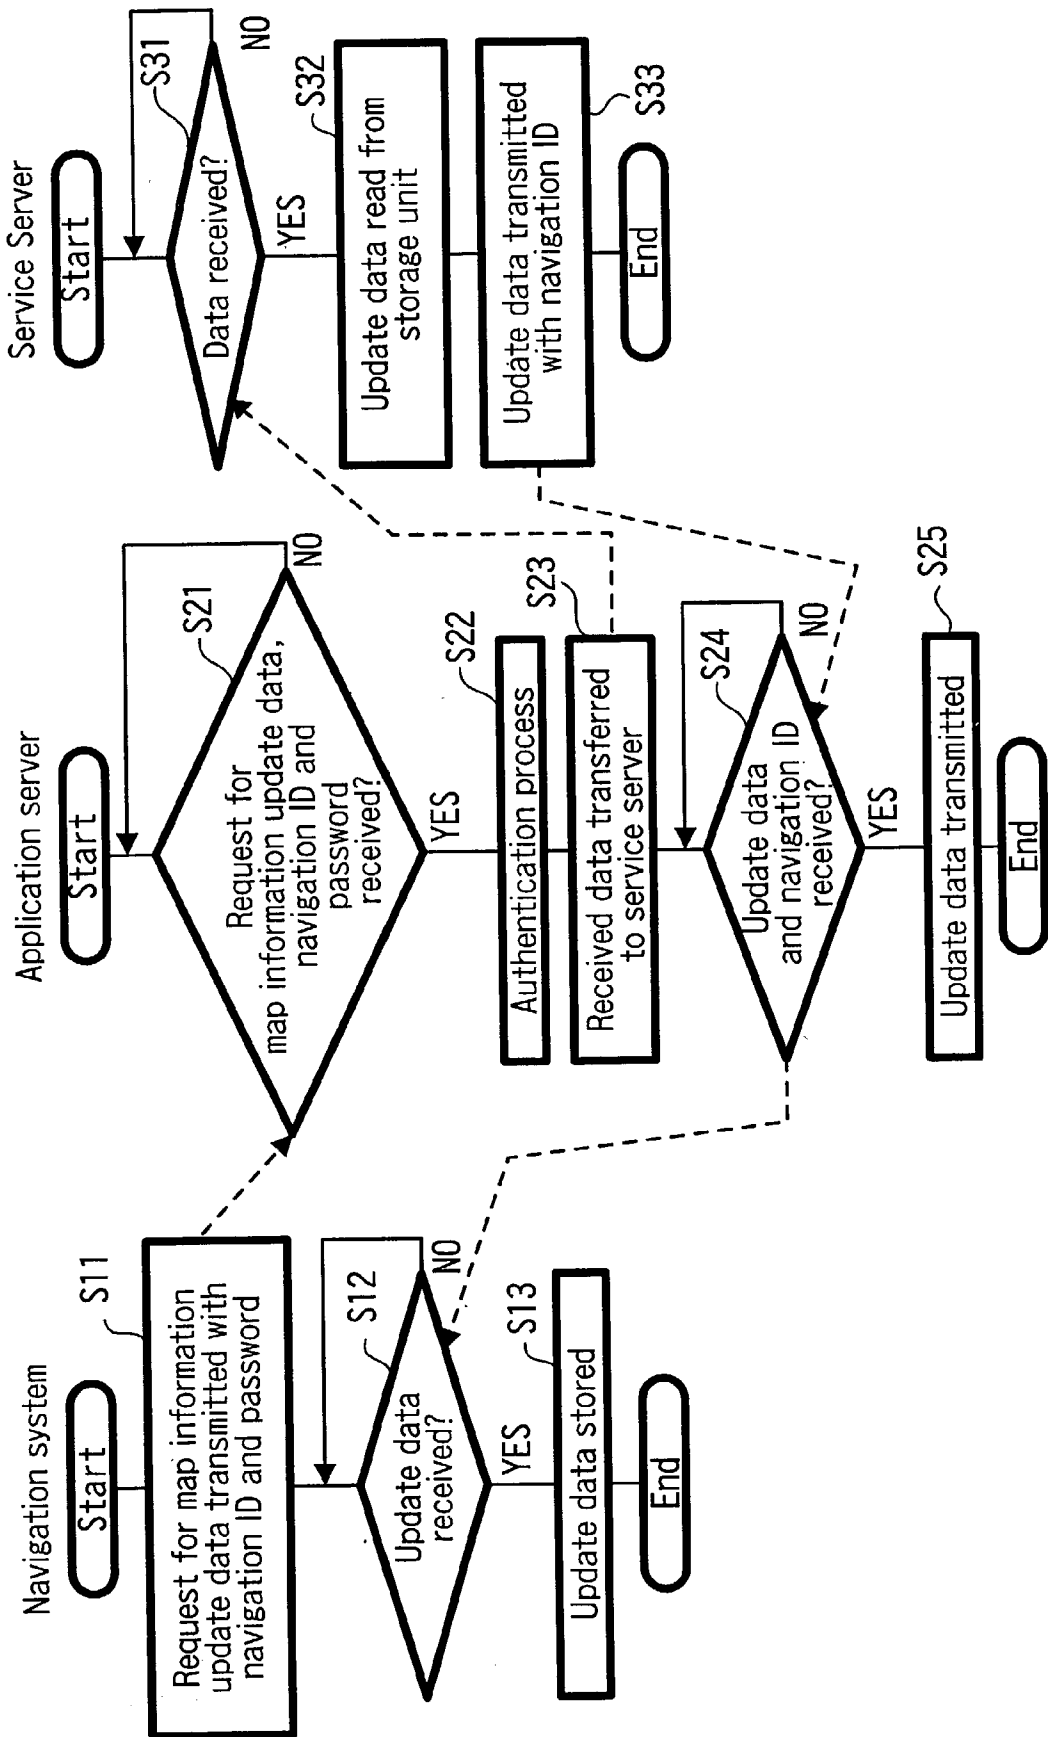 Navigation system
Start
S11
Request for map information
update data transmitted with
navigation ID and password
S12
Update data
received?
NO
YES
S13
Update data stored
End
Application server
Start
S21
Request for
map information update data,
navigation ID and
password
received?
NO
YES
S22
Authentication process
S23
Received data transferred
to service server
S24
Update data
and navigation ID
received?
NO
YES
S25
Update data transmitted
End
Service Server
Start
S31
Data received?
NO
YES
S32
Update data read from
storage unit
Update data transmitted
with navigation ID
S33
End